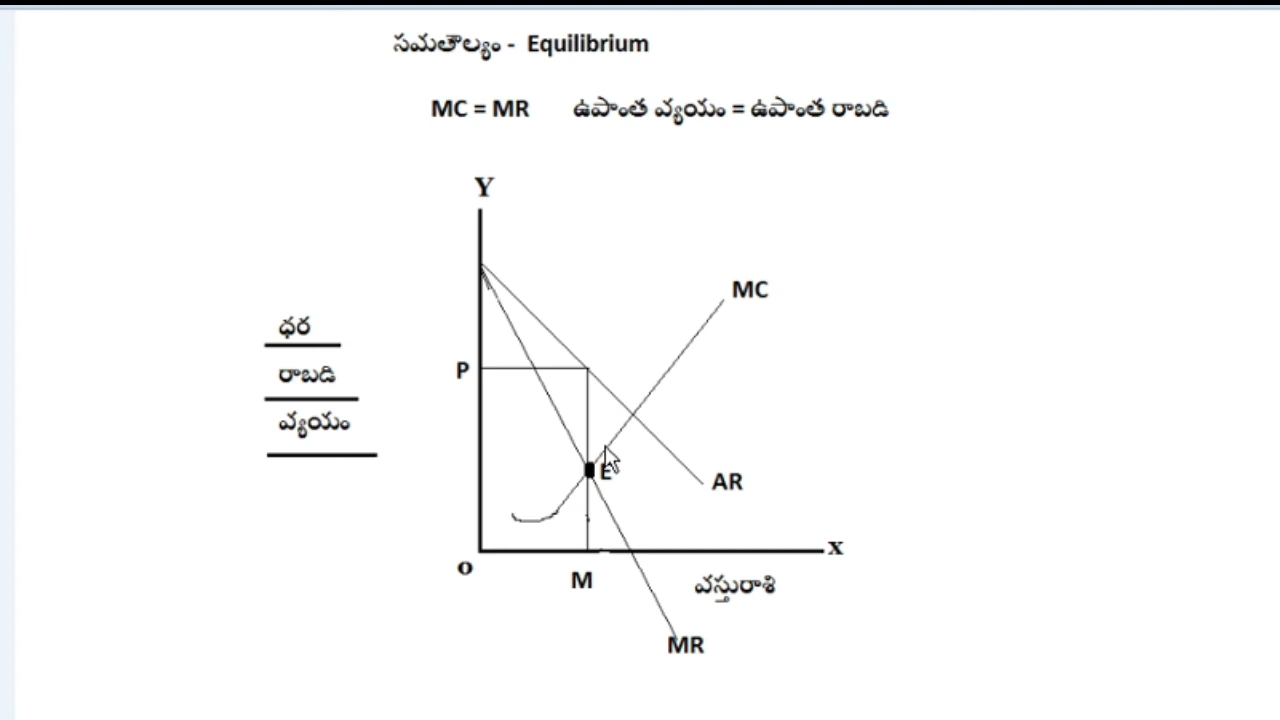 సమతౌల్యం - Equilibrium
MC = MR ఉపాంత వ్యయం = ఉపాంత రాబడి
Y
MC
ధర
P
రాబడి
వ్యయం
E
AR
X
o
M
వస్తురాశి
MR